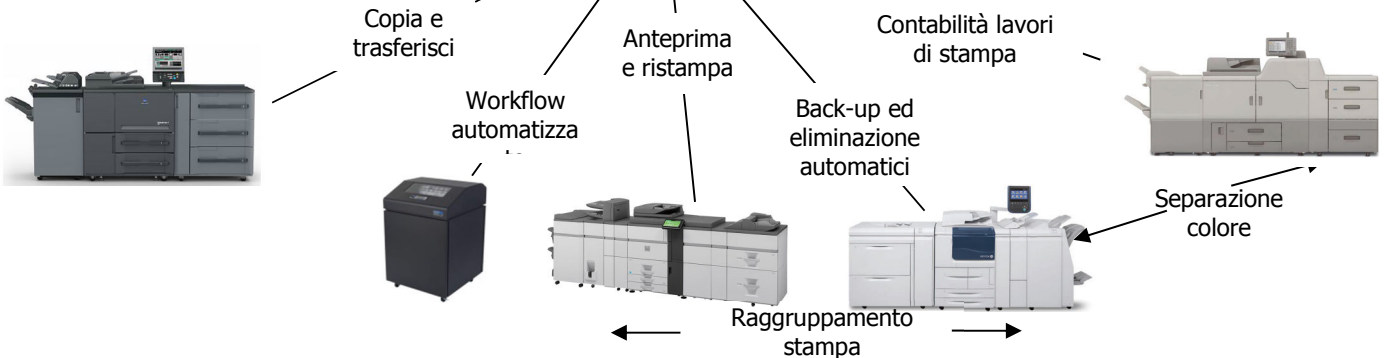 Copia e
trasferisci
Anteprima
e ristampa
Contabilità lavori
di stampa
Workflow
automatizza
Back-up ed
eliminazione
automatici
Separazione
colore
Raggruppamento
stampa